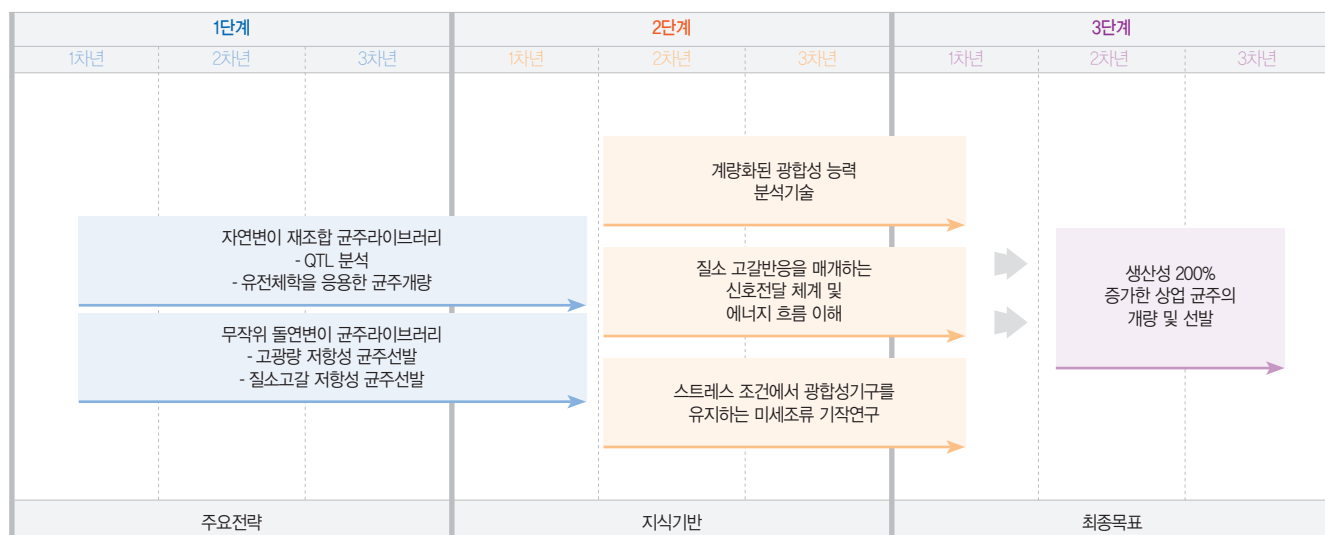 1단계
2단계
3단계
1차년
2차년
3차년
1차년
2차년
3차년
1차년
2차년
3차년
자연변이 재조합 균주라이브러리
- QTL 분석
- 유전체학을 응용한 균주개량
무작위 돌연변이 균주라이브러리
- 고광량 저항성 균주선발
- 질소고갈 저항성 균주선발
계량화된 광합성 능력
분석기술
질소 고갈반응을 매개하는
신호전달 체계 및
에너지 흐름 이해
스트레스 조건에서 광합성기구를
유지하는 미세조류 기작연구
생산성 200%
증가한 상업 균주의
개량 및 선발
주요전략
지식기반
최종목표